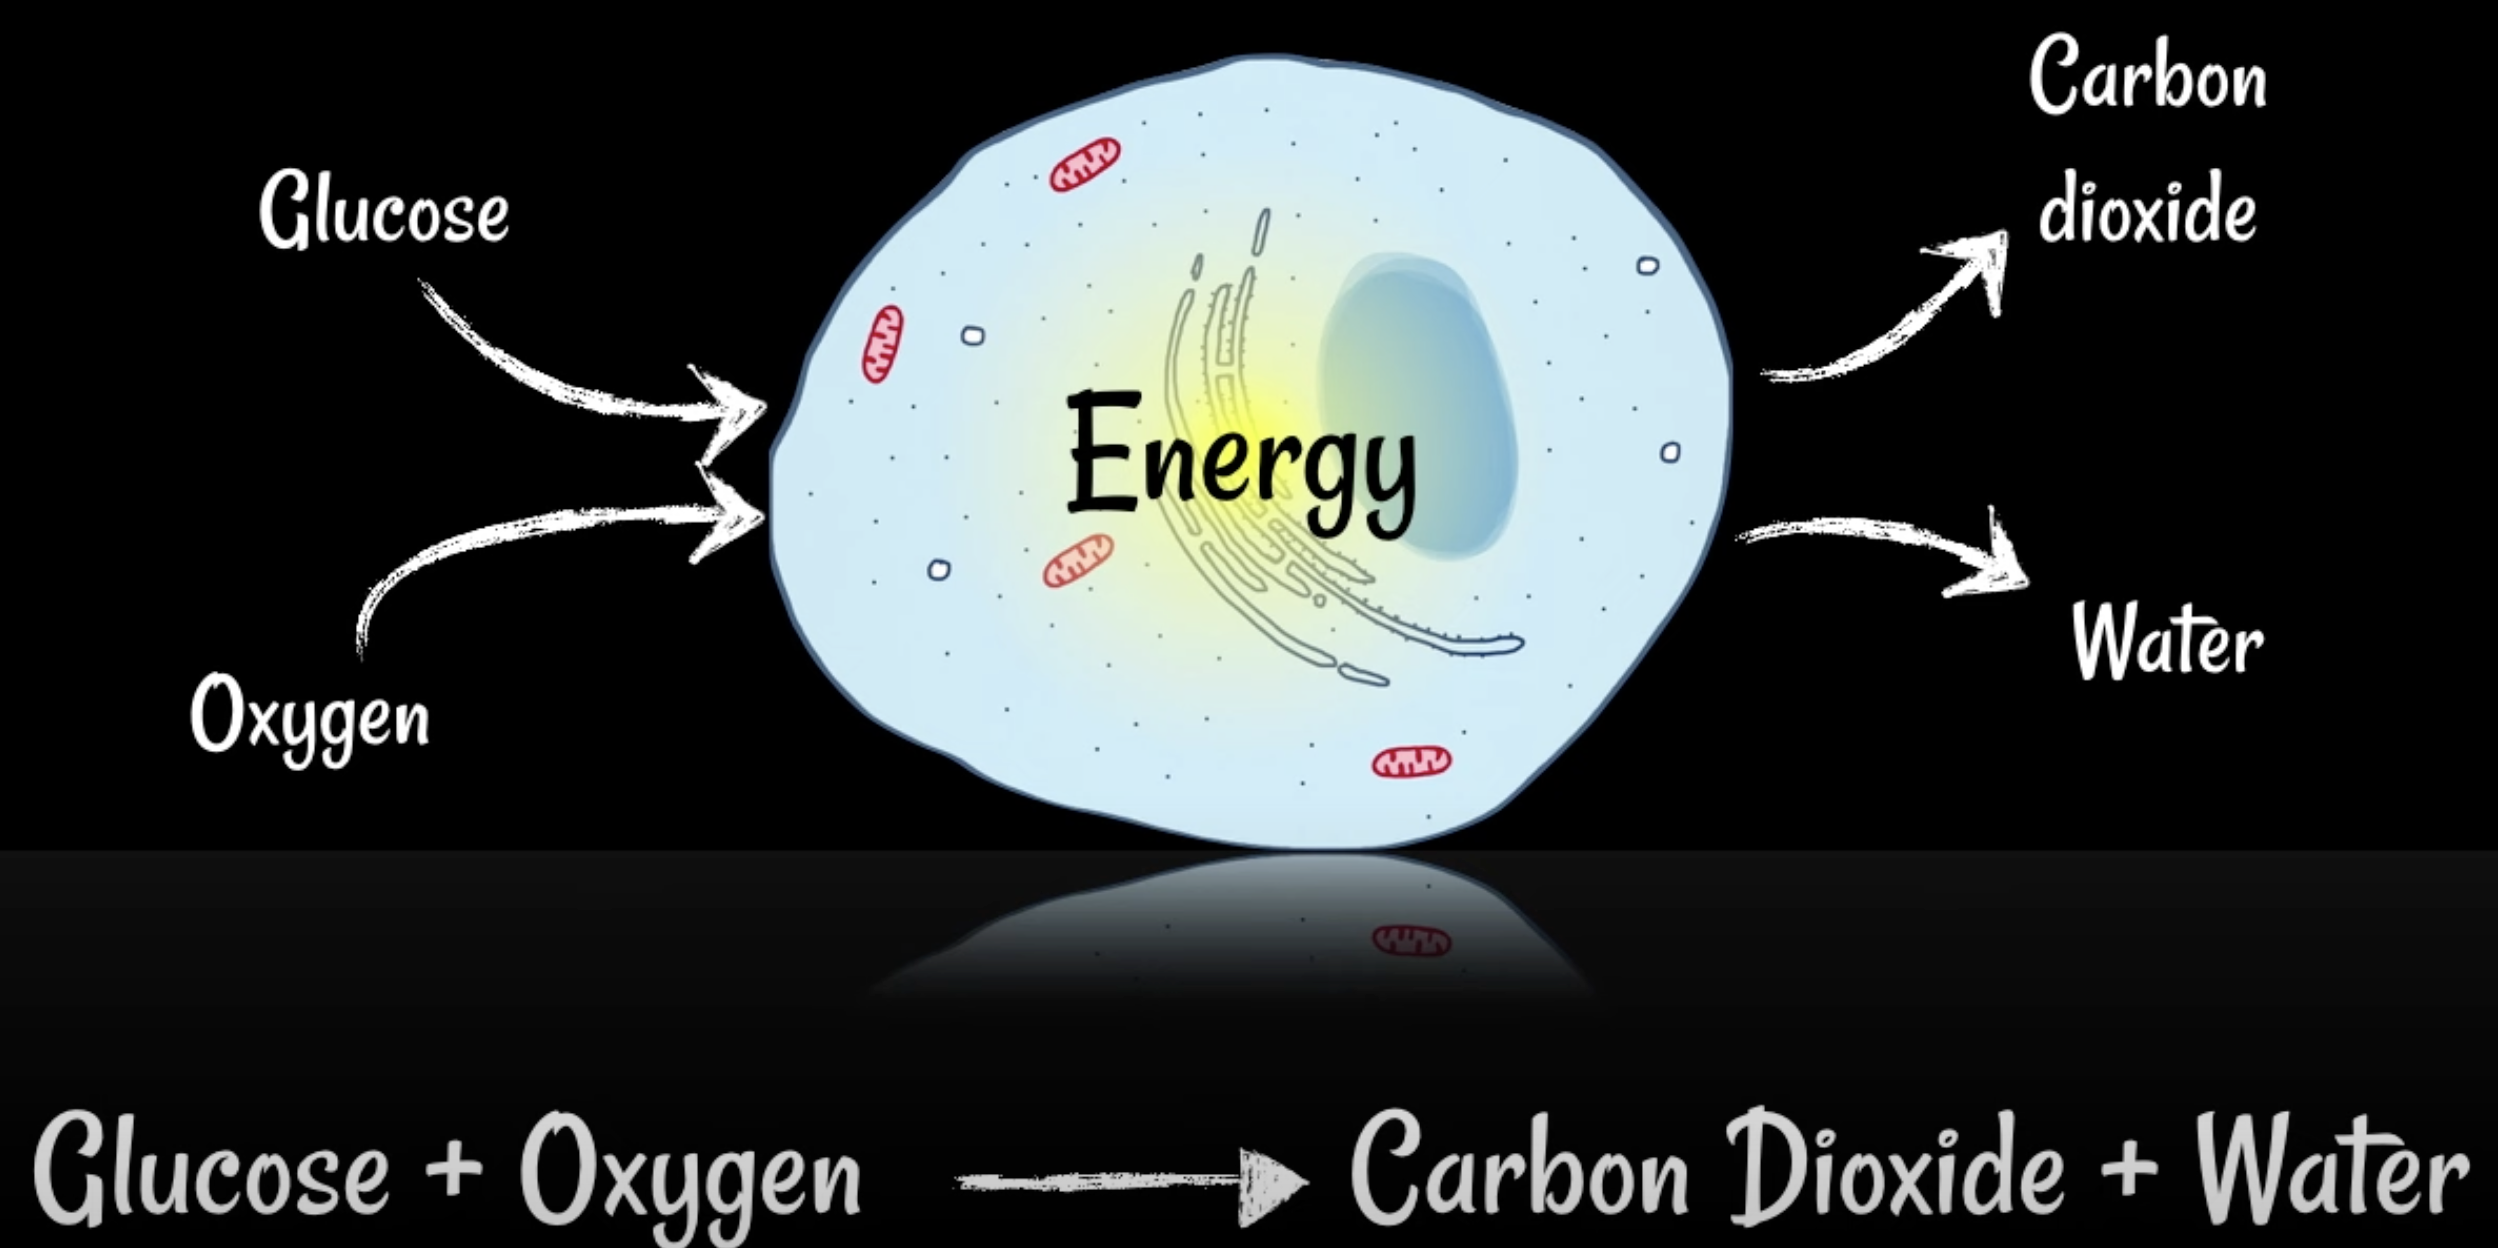 Carbon
dioxide
Glucose
Energy
Oxygen
Water
Glucose + Oxygen → Carbon Dioxide + Water